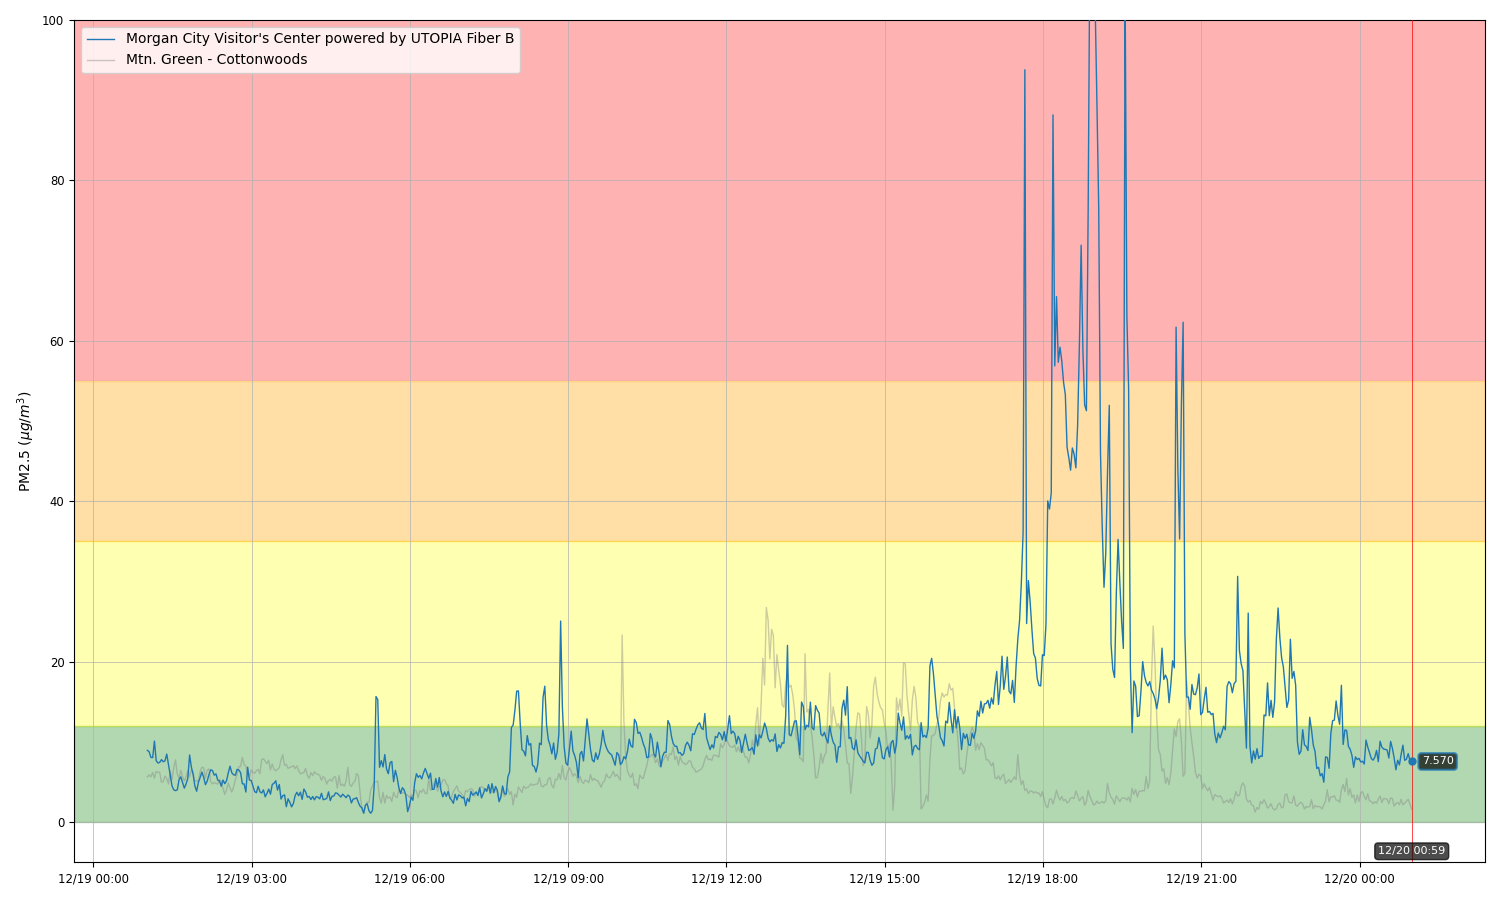 100
Morgan City Visitor's Center powered by UTOPIA Fiber B
Mtn. Green - Cottonwoods
80
60
PM2.5 (μg/m³)
40
20
7.570
0
12/20 00:59
12/19 00:00 12/19 03:00 12/19 06:00 12/19 09:00 12/19 12:00 12/19 15:00 12/19 18:00 12/19 21:00 12/20 00:00